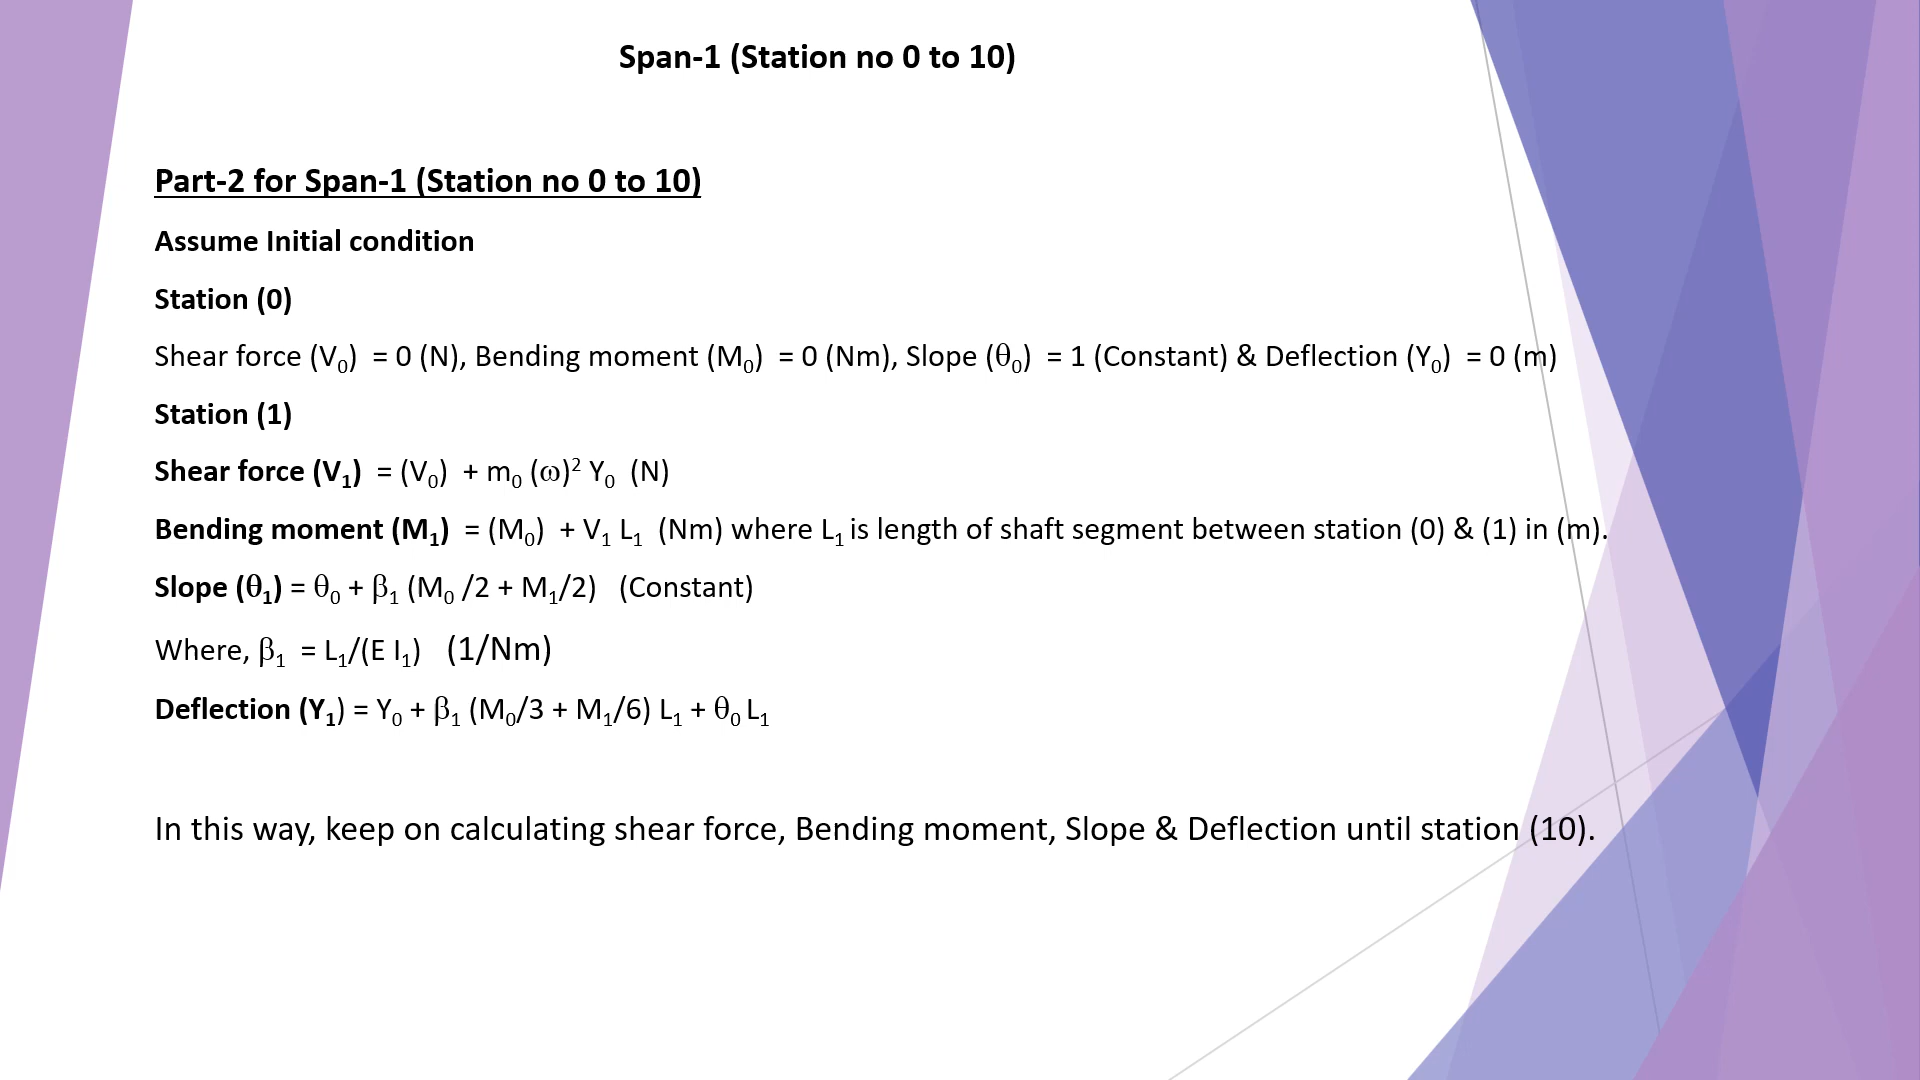 Span-1 (Station no 0 to 10)
Part-2 for Span-1 (Station no 0 to 10)
Assume Initial condition
Station (0)
Shear force (V₀) = 0 (N), Bending moment (M₀) = 0 (Nm), Slope (θ₀) = 1 (Constant) & Deflection (Y₀) = 0 (m)
Station (1)
Shear force (V₁) = (V₀) + m₀ (ω)² Y₀ (N)
Bending moment (M₁) = (M₀) + V₁ L₁ (Nm) where L₁ is length of shaft segment between station (0) & (1) in (m).
Slope (θ₁) = θ₀ + β₁ (M₀ /2 + M₁/2) (Constant)
Where, β₁ = L₁/(E I₁) (1/Nm)
Deflection (Y₁) = Y₀ + β₁ (M₀/3 + M₁/6) L₁ + θ₀ L₁
In this way, keep on calculating shear force, Bending moment, Slope & Deflection until station (10).